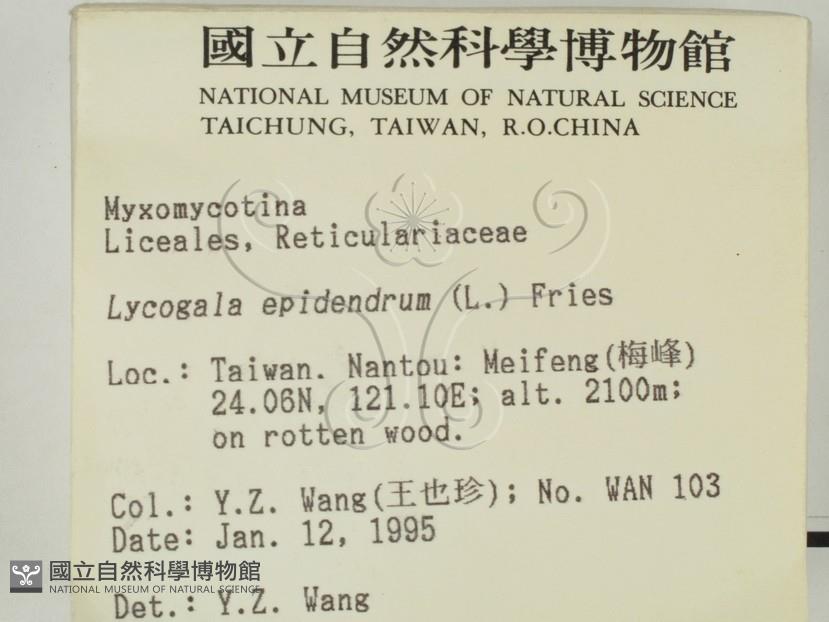 國立自然科學博物館
NATIONAL MUSEUM OF NATURAL SCIENCE
TAICHUNG, TAIWAN, R.O.CHINA
Myxomycotina
Liceales, Reticulariaceae
Lycogala epidendrum (L.) Fries
Loc.: Taiwan. Nantou: Meifeng(梅峰)
24.06N, 121.10E; alt. 2100m;
on rotten wood.
Col.: Y.Z. Wang(王也珍); No. WAN 103
Date: Jan. 12, 1995
Det.: Y.Z. Wang
國立自然科學博物館
NATIONAL MUSEUM OF NATURAL SCIENCE